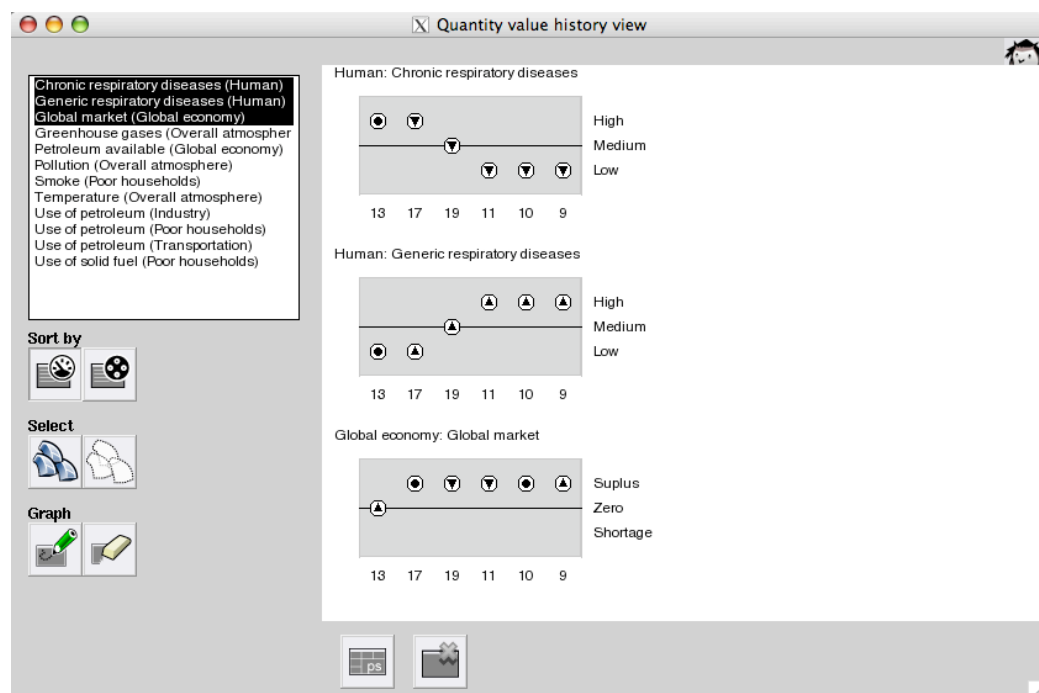 X Quantity value history view
Chronic respiratory diseases (Human)
Generic respiratory diseases (Human)
Global market (Global economy)
Greenhouse gases (Overall atmospher
Petroleum available (Global economy)
Pollution (Overall atmosphere)
Smoke (Poor households)
Temperature (Overall atmosphere)
Use of petroleum (Industry)
Use of petroleum (Poor households)
Use of petroleum (Transportation)
Use of solid fuel (Poor households)
Sort by
Select
Graph
Human: Chronic respiratory diseases
High
Medium
Low
13 17 19 11 10 9
Human: Generic respiratory diseases
High
Medium
Low
13 17 19 11 10 9
Global economy: Global market
Suplus
Zero
Shortage
13 17 19 11 10 9
ps